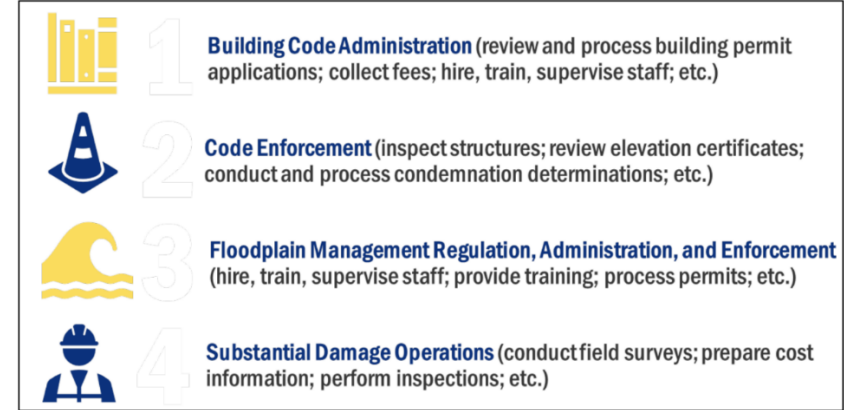 1
Building Code Administration (review and process building permit
applications; collect fees; hire, train, supervise staff; etc.)
2
Code Enforcement (inspect structures; review elevation certificates;
conduct and process condemnation determinations; etc.)
3
Floodplain Management Regulation, Administration, and Enforcement
(hire, train, supervise staff; provide training; process permits; etc.)
4
Substantial Damage Operations (conduct field surveys; prepare cost
information; perform inspections; etc.)